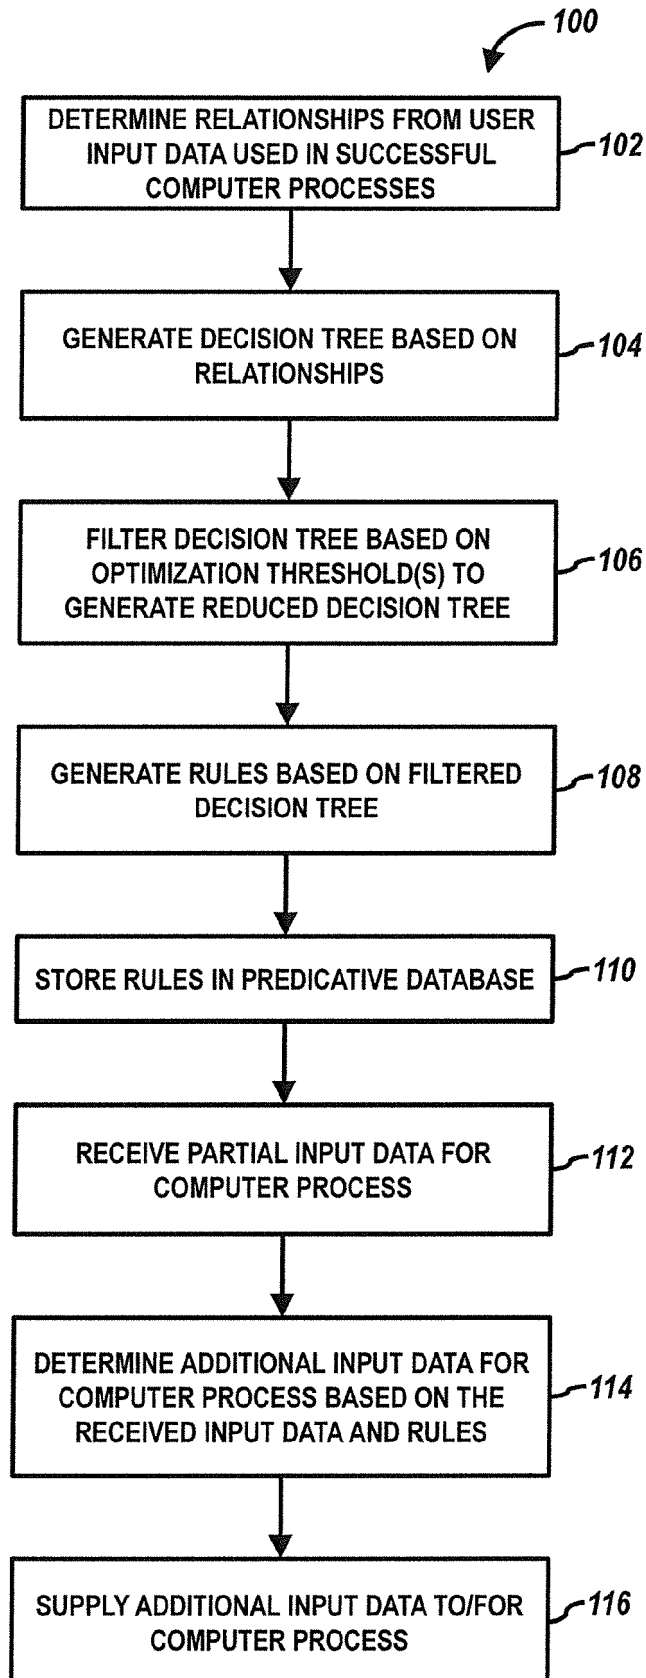 100
DETERMINE RELATIONSHIPS FROM USER
INPUT DATA USED IN SUCCESSFUL
COMPUTER PROCESSES
102
GENERATE DECISION TREE BASED ON
RELATIONSHIPS
104
FILTER DECISION TREE BASED ON
OPTIMIZATION THRESHOLD(S) TO
GENERATE REDUCED DECISION TREE
106
GENERATE RULES BASED ON FILTERED
DECISION TREE
108
STORE RULES IN PREDICATIVE DATABASE
110
RECEIVE PARTIAL INPUT DATA FOR
COMPUTER PROCESS
112
DETERMINE ADDITIONAL INPUT DATA FOR
COMPUTER PROCESS BASED ON THE
RECEIVED INPUT DATA AND RULES
114
SUPPLY ADDITIONAL INPUT DATA TO/FOR
COMPUTER PROCESS
116